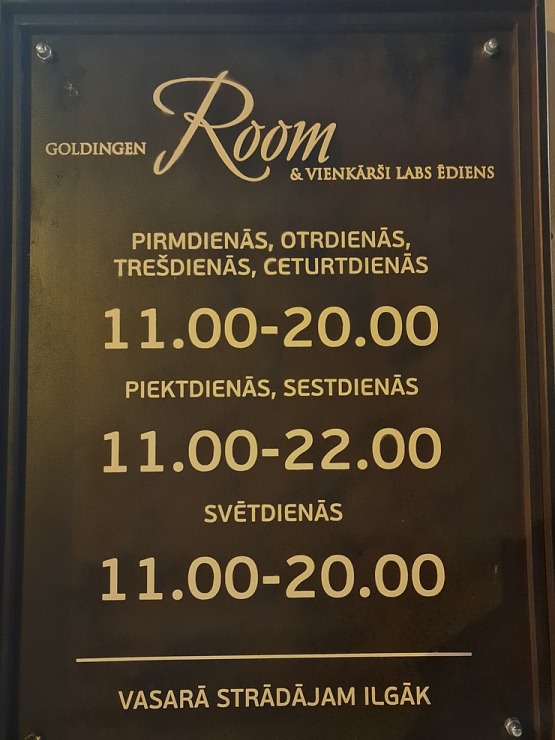 GOLDINGEN Room
& VIENKĀRŠI LABS ĒDIENS
PIRMDIENĀS, OTRDIENĀS,
TREŠDIENĀS, CETURTDIENĀS
11.00-20.00
PIEKTDIENĀS, SESTDIENĀS
11.00-22.00
SVĒTDIENĀS
11.00-20.00
VASARĀ STRĀDĀJAM ILGĀK